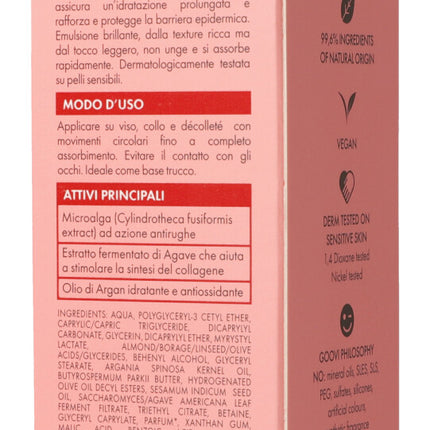 assicura un'idratazione prolungata e
rafforza e protegge la barriera epidermica.
Emulsione brillante, dalla texture ricca ma
dal tocco leggero, non unge e si assorbe
rapidamente. Dermatologicamente testata
su pelli sensibili.
MODO D'USO
Applicare su viso, collo e décolleté con
movimenti circolari fino a completo
assorbimento. Evitare il contatto con gli
occhi. Ideale come base trucco.
ATTIVI PRINCIPALI
Microalga (Cylindrotheca fusiformis
extract) ad azione antirughe
Estratto fermentato di Agave che aiuta
a stimolare la sintesi del collagene
Olio di Argan idratante e antiossidante
INGREDIENTS: AQUA, POLYGLYCERYL-3 CETYL ETHER,
CAPRYLIC/CAPRIC TRIGLYCERIDE, DICAPRYLYL
CARBONATE, GLYCERIN, DICAPRYLYL ETHER, MYRISTYL
LACTATE, ALMOND/BORAGE/LINSEED/OLIVE
ACIDS/GLYCERIDES, BEHENYL ALCOHOL, GLYCERYL
STEARATE, ARGANIA SPINOSA KERNEL OIL,
BUTYROSPERMUM PARKII BUTTER, HYDROGENATED
OLIVE OIL DECYL ESTERS, SESAMUM INDICUM SEED
OIL, SACCHAROMYCES/AGAVE AMERICANA LEAF
FERMENT FILTRATE, TRIETHYL CITRATE, BETAINE,
GLYCERYL CAPRYLATE, PARFUM*, XANTHAN GUM,
MALIC ACID
99,6% INGREDIENTS
OF NATURAL ORIGIN
VEGAN
DERM TESTED ON
SENSITIVE SKIN
1,4 Dioxane tested
Nickel tested
GOOVI PHILOSOPHY
NO: mineral oils, SLES, SLS,
PEG, sulfates, silicones,
artificial colours,
fragrance